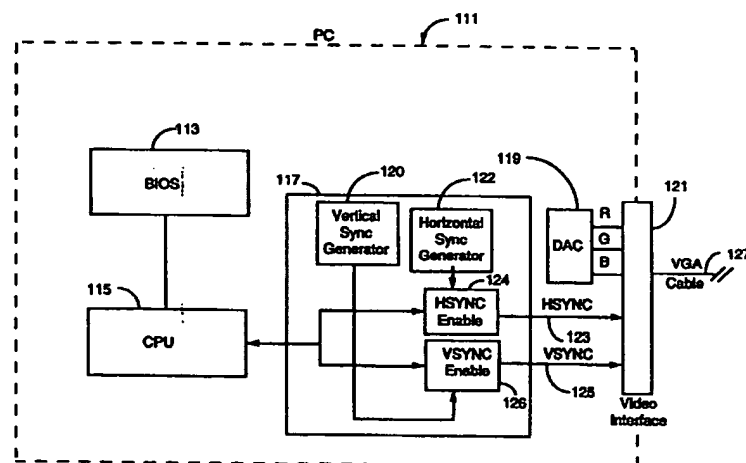 PC
111
113
BIOS
115
CPU
117
120
122
Vertical
Sync
Generator
Horizontal
Sync
Generator
124
HSYNC
Enable
VSYNC
Enable
126
119
DAC
R
G
B
HSYNC
123
VSYNC
125
121
VGA
Cable
127
Video
Interface